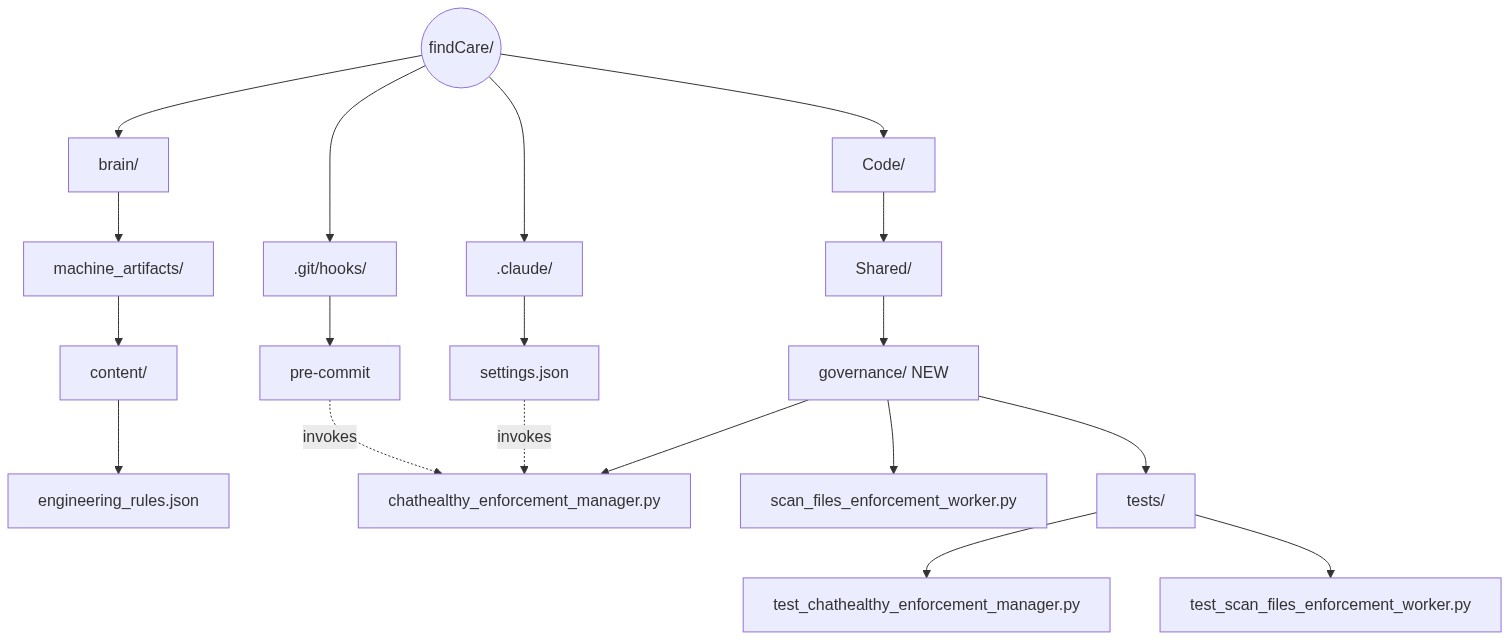 findCare/
brain/
Code/
machine_artifacts/
.git/hooks/
.claude/
Shared/
content/
pre-commit
settings.json
governance/ NEW
invokes
invokes
engineering_rules.json
chathealthy_enforcement_manager.py
scan_files_enforcement_worker.py
tests/
test_chathealthy_enforcement_manager.py
test_scan_files_enforcement_worker.py